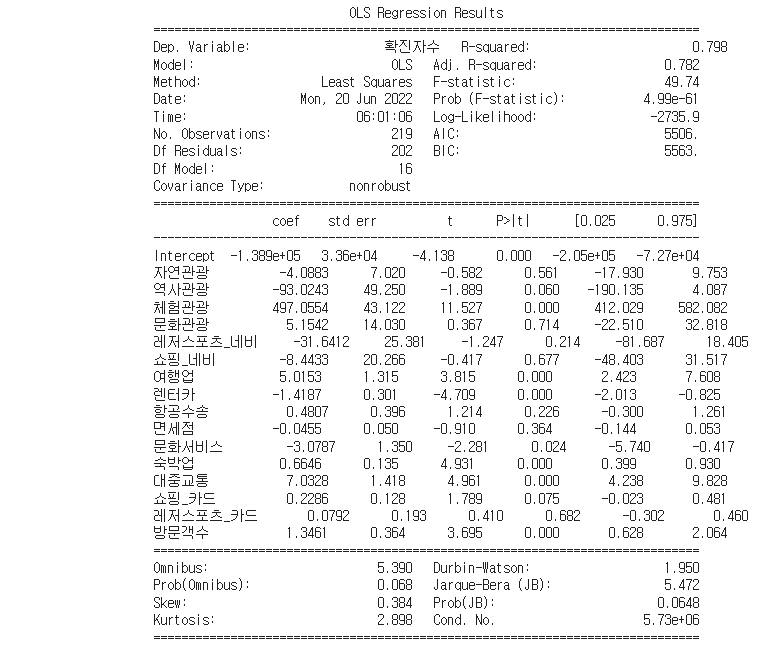 OLS Regression Results
==============================================================================
Dep. Variable: 확진자수 R-squared: 0.798
Model: OLS Adj. R-squared: 0.782
Method: Least Squares F-statistic: 49.74
Date: Mon, 20 Jun 2022 Prob (F-statistic): 4.99e-61
Time: 06:01:06 Log-Likelihood: -2735.9
No. Observations: 219 AIC: 5506.
Df Residuals: 202 BIC: 5563.
Df Model: 16
Covariance Type: nonrobust
==============================================================================
coef std err t P>|t| [0.025 0.975]
------------------------------------------------------------------------------
Intercept -1.389e+05 3.36e+04 -4.138 0.000 -2.05e+05 -7.27e+04
자연관광 -4.0883 7.020 -0.582 0.561 -17.930 9.753
역사관광 -93.0243 49.250 -1.889 0.060 -190.135 4.087
체험관광 497.0554 43.122 11.527 0.000 412.029 582.082
문화관광 5.1542 14.030 0.367 0.714 -22.510 32.818
레저스포츠_네비 -31.6412 25.381 -1.247 0.214 -81.687 18.405
쇼핑_네비 -8.4433 20.266 -0.417 0.677 -48.403 31.517
여행업 5.0153 1.315 3.815 0.000 2.423 7.608
렌터카 -1.4187 0.301 -4.709 0.000 -2.013 -0.825
항공수송 0.4807 0.396 1.214 0.226 -0.300 1.261
면세점 -0.0455 0.050 -0.910 0.364 -0.144 0.053
문화서비스 -3.0787 1.350 -2.281 0.024 -5.740 -0.417
숙박업 0.6646 0.135 4.931 0.000 0.399 0.930
대중교통 7.0328 1.418 4.961 0.000 4.238 9.828
쇼핑_카드 0.2286 0.128 1.789 0.075 -0.023 0.481
레저스포츠_카드 0.0792 0.193 0.410 0.682 -0.302 0.460
방문객수 1.3461 0.364 3.695 0.000 0.628 2.064
==============================================================================
Omnibus: 5.390 Durbin-Watson: 1.950
Prob(Omnibus): 0.068 Jarque-Bera (JB): 5.472
Skew: 0.384 Prob(JB): 0.0648
Kurtosis: 2.898 Cond. No. 5.73e+06
==============================================================================